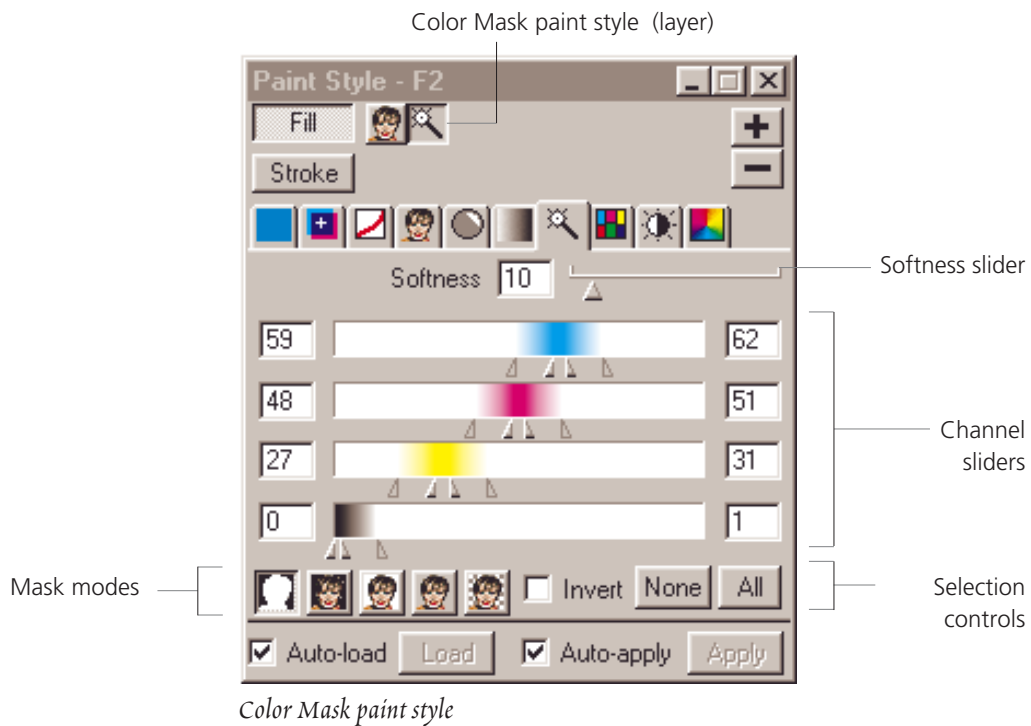 Color Mask paint style (layer)
Paint Style - F2
Fill
Stroke
Softness 10
Softness slider
59 62
48 51
Channel
sliders
27 31
0 1
Mask modes
Invert None All
Selection
controls
Auto-load Load Auto-apply Apply
Color Mask paint style